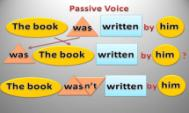 Passive Voice
The book was written by him
was The book written by him ?
The book wasn't written by him